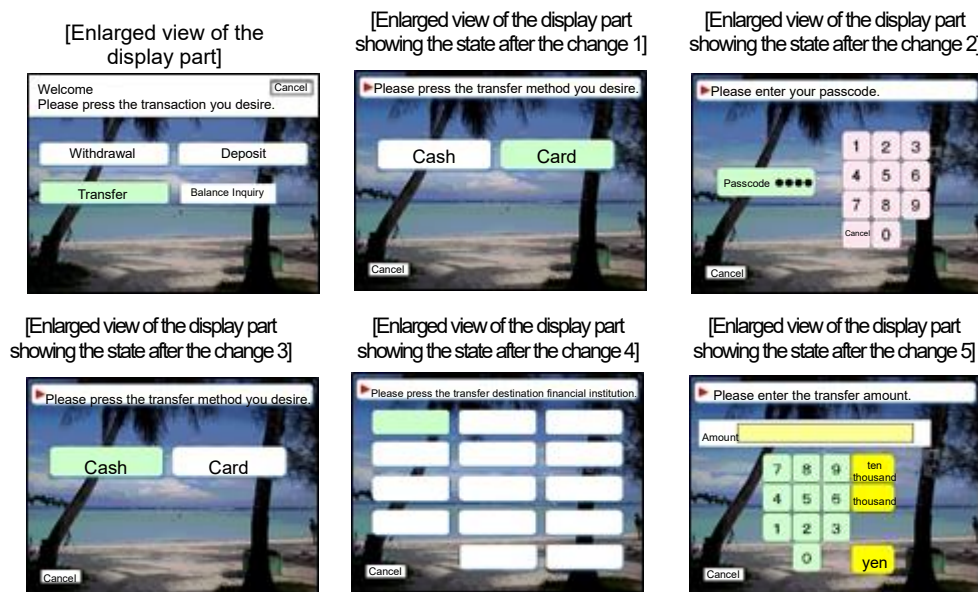 [Enlarged view of the
display part]
Welcome
Please press the transaction you desire.
Cancel
Withdrawal
Deposit
Transfer
Balance Inquiry
[Enlarged view of the display part
showing the state after the change 1]
Please press the transfer method you desire.
Cash
Card
Cancel
[Enlarged view of the display part
showing the state after the change 2]
Please enter your passcode.
Passcode ●●●●
1 2 3
4 5 6
7 8 9
Cancel 0
Cancel
[Enlarged view of the display part
showing the state after the change 3]
Please press the transfer method you desire.
Cash
Card
Cancel
[Enlarged view of the display part
showing the state after the change 4]
Please press the transfer destination financial institution.
Cancel
[Enlarged view of the display part
showing the state after the change 5]
Please enter the transfer amount.
Amount
7 8 9 ten
thousand
4 5 6 thousand
1 2 3
0 yen
Cancel